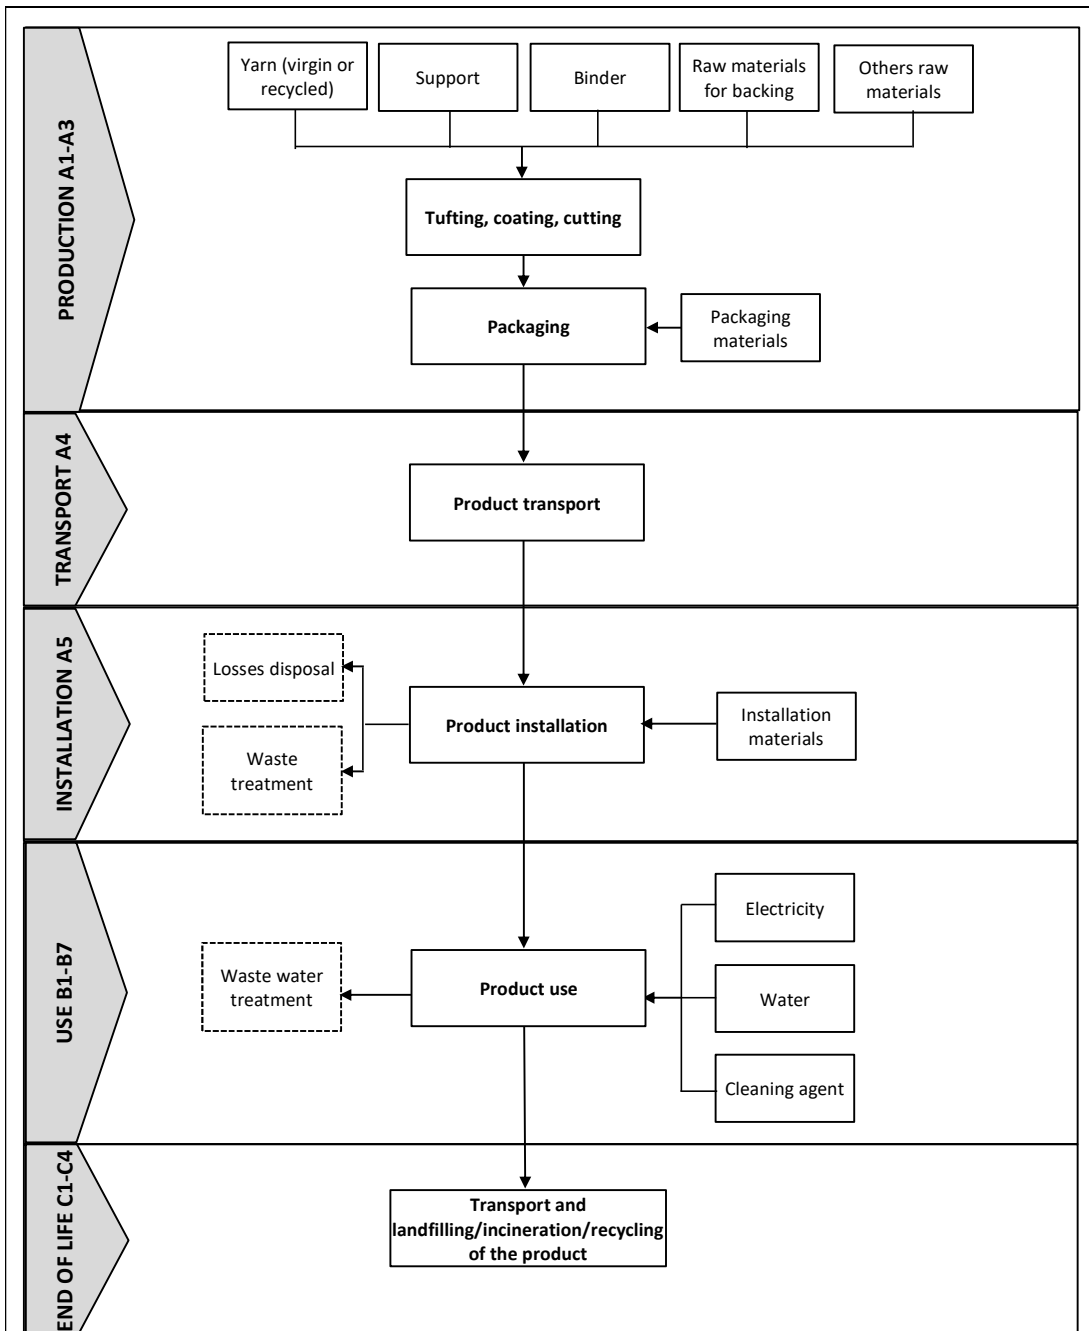 PRODUCTION A1-A3
Yarn (virgin or
recycled)
Support
Binder
Raw materials
for backing
Others raw
materials
Tufting, coating, cutting
Packaging
Packaging
materials
TRANSPORT A4
Product transport
INSTALLATION A5
Losses disposal
Waste
treatment
Product installation
Installation
materials
USE B1-B7
Waste water
treatment
Product use
Electricity
Water
Cleaning agent
END OF LIFE C1-C4
Transport and
landfilling/incineration/recycling
of the product